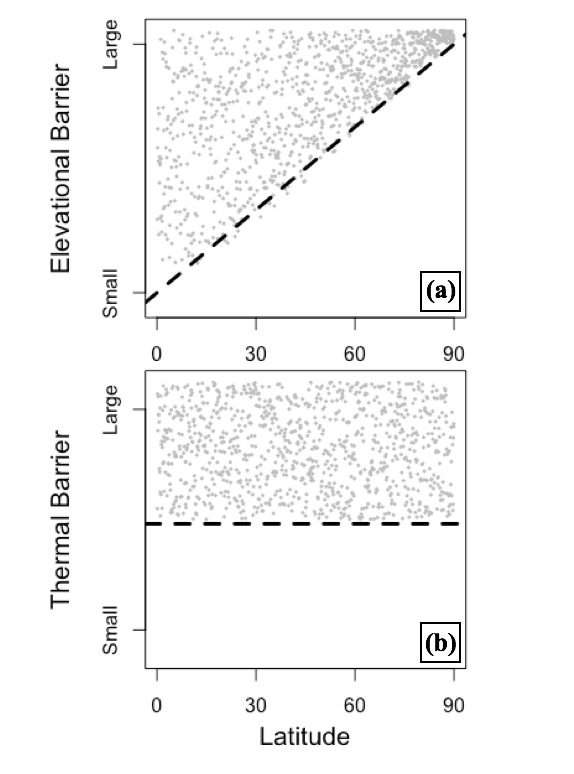 Elevational Barrier
Large
Small
(a)
0 30 60 90
Thermal Barrier
Large
Small
(b)
0 30 60 90
Latitude